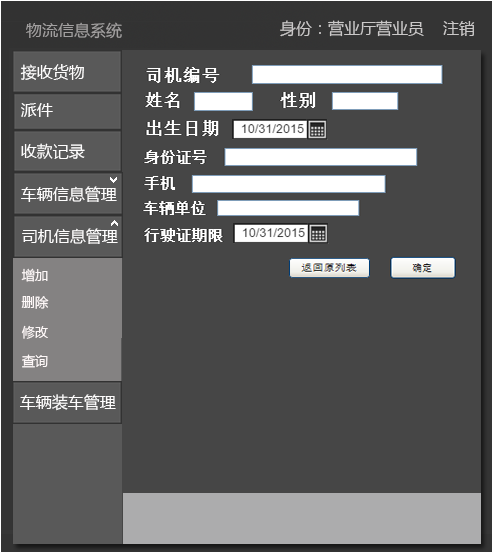 物流信息系统
身份：营业厅营业员 注销
接收货物
派件
收款记录
车辆信息管理
司机信息管理
增加
删除
修改
查询
车辆装车管理
司机编号
姓名 性别
出生日期 10/31/2015
身份证号
手机
车辆单位
行驶证期限 10/31/2015
返回原列表 确定